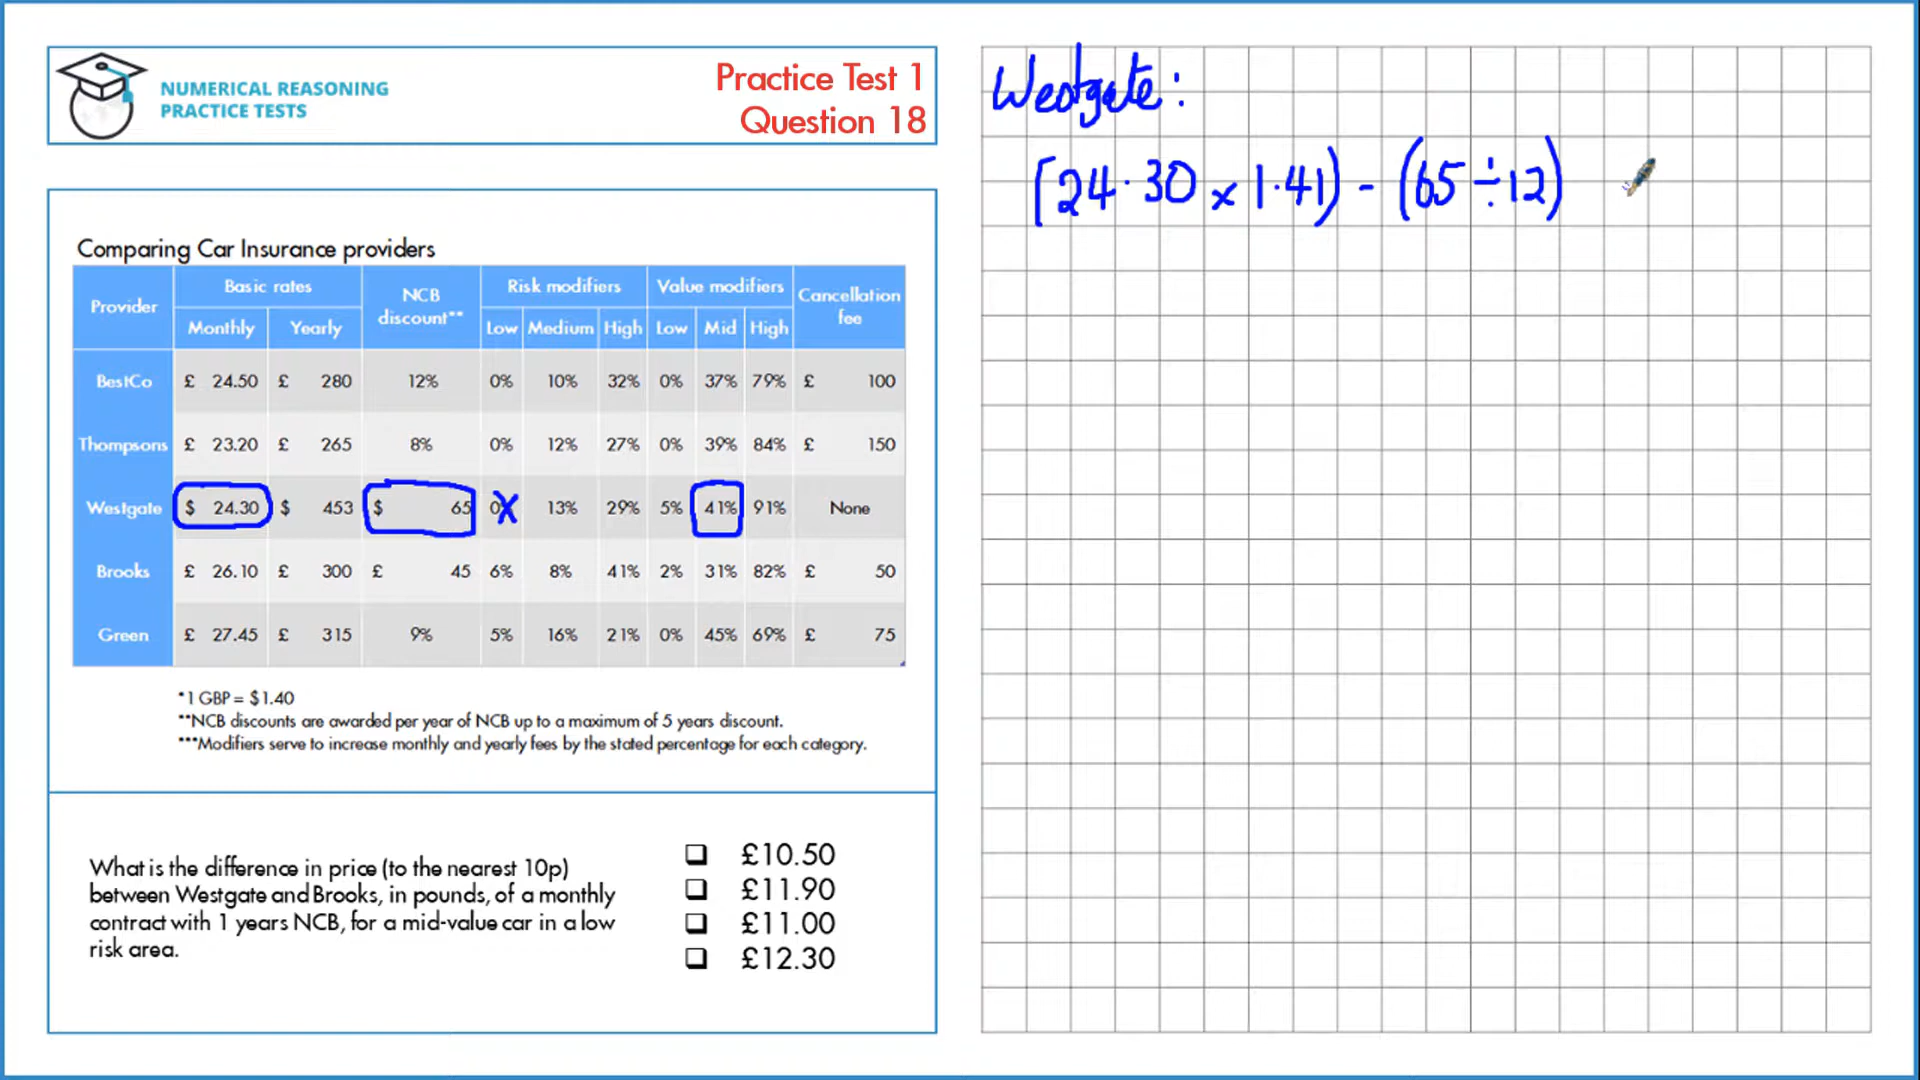 NUMERICAL REASONING
PRACTICE TESTS
Practice Test 1
Question 18
Comparing Car Insurance providers
Provider Basic rates NCB discount** Risk modifiers Value modifiers Cancellation fee
Monthly Yearly Low Medium High Low Mid High
BestCo £ 24.50 £ 280 12% 0% 10% 32% 0% 37% 79% £ 100
Thompsons £ 23.20 £ 265 8% 0% 12% 27% 0% 39% 84% £ 150
Westgate $ 24.30 $ 453 $ 65 X 13% 29% 5% 41% 91% None
Brooks £ 26.10 £ 300 £ 45 6% 8% 41% 2% 31% 82% £ 50
Green £ 27.45 £ 315 9% 5% 16% 21% 0% 45% 69% £ 75
*1 GBP = $1.40
**NCB discounts are awarded per year of NCB up to a maximum of 5 years discount.
***Modifiers serve to increase monthly and yearly fees by the stated percentage for each category.
What is the difference in price (to the nearest 10p)
between Westgate and Brooks, in pounds, of a monthly
contract with 1 years NCB, for a mid-value car in a low
risk area.
❑ £10.50
❑ £11.90
❑ £11.00
❑ £12.30
Westgate:
(24·30 × 1·41) - (65 ÷ 12)